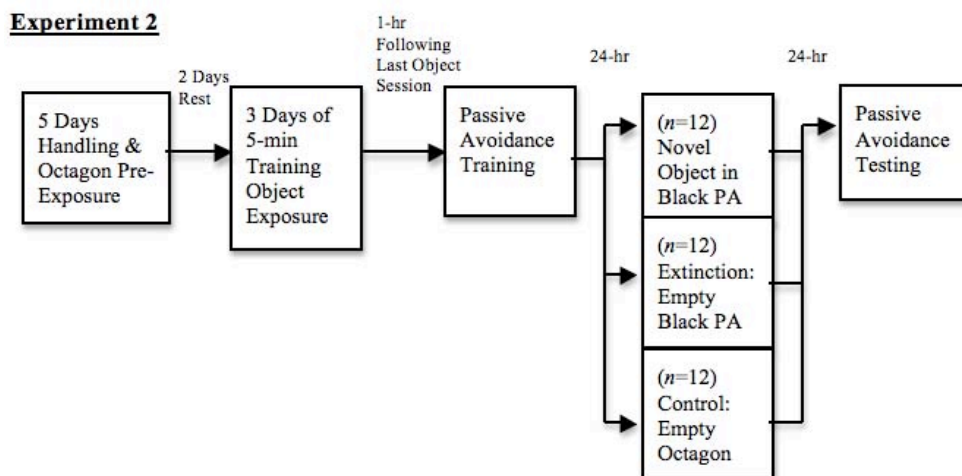 Experiment 2
5 Days
Handling &
Octagon Pre-
Exposure
2 Days
Rest
3 Days of
5-min
Training
Object
Exposure
1-hr
Following
Last Object
Session
Passive
Avoidance
Training
24-hr
(n=12)
Novel
Object in
Black PA
(n=12)
Extinction:
Empty
Black PA
(n=12)
Control:
Empty
Octagon
24-hr
Passive
Avoidance
Testing